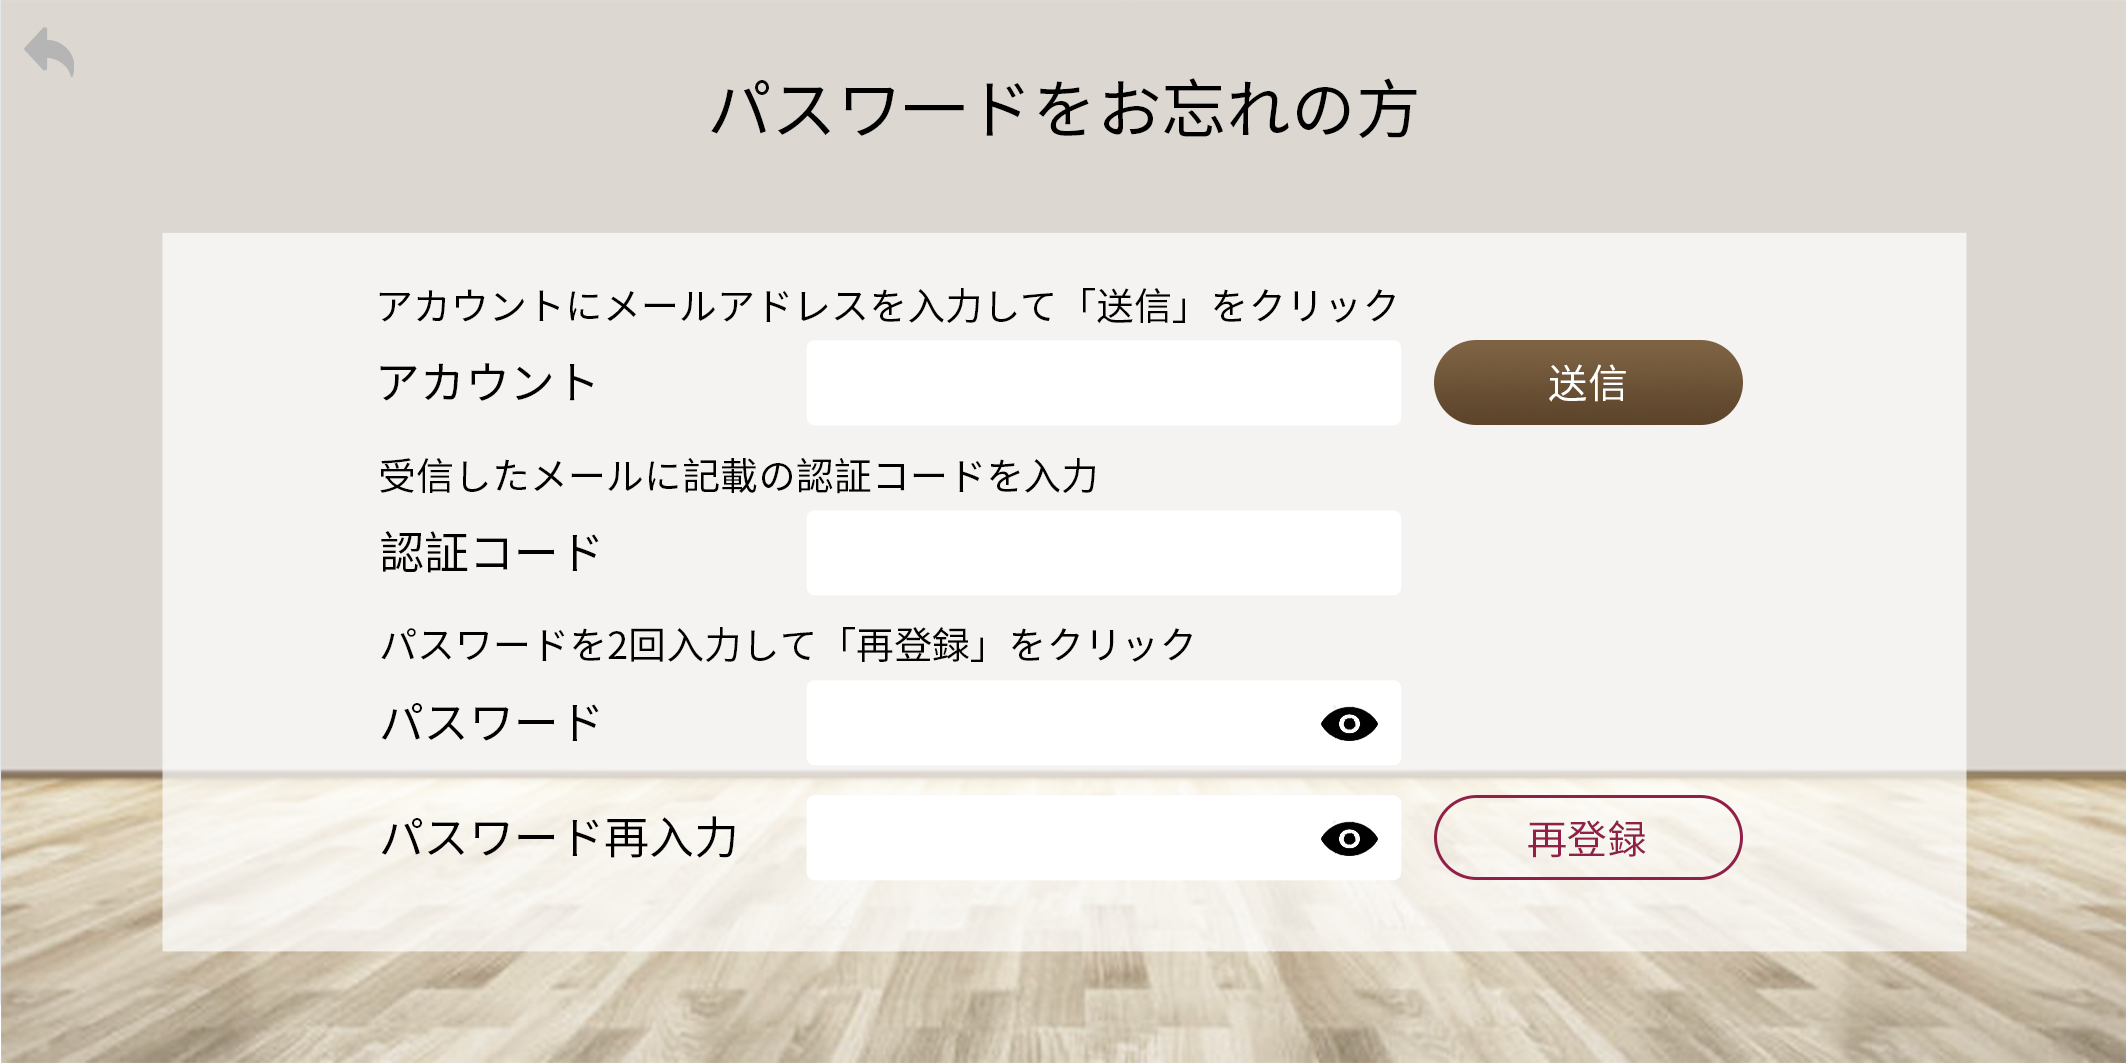 パスワードをお忘れの方
アカウントにメールアドレスを入力して「送信」をクリック
アカウント
送信
受信したメールに記載の認証コードを入力
認証コード
パスワードを2回入力して「再登録」をクリック
パスワード
パスワード再入力
再登録